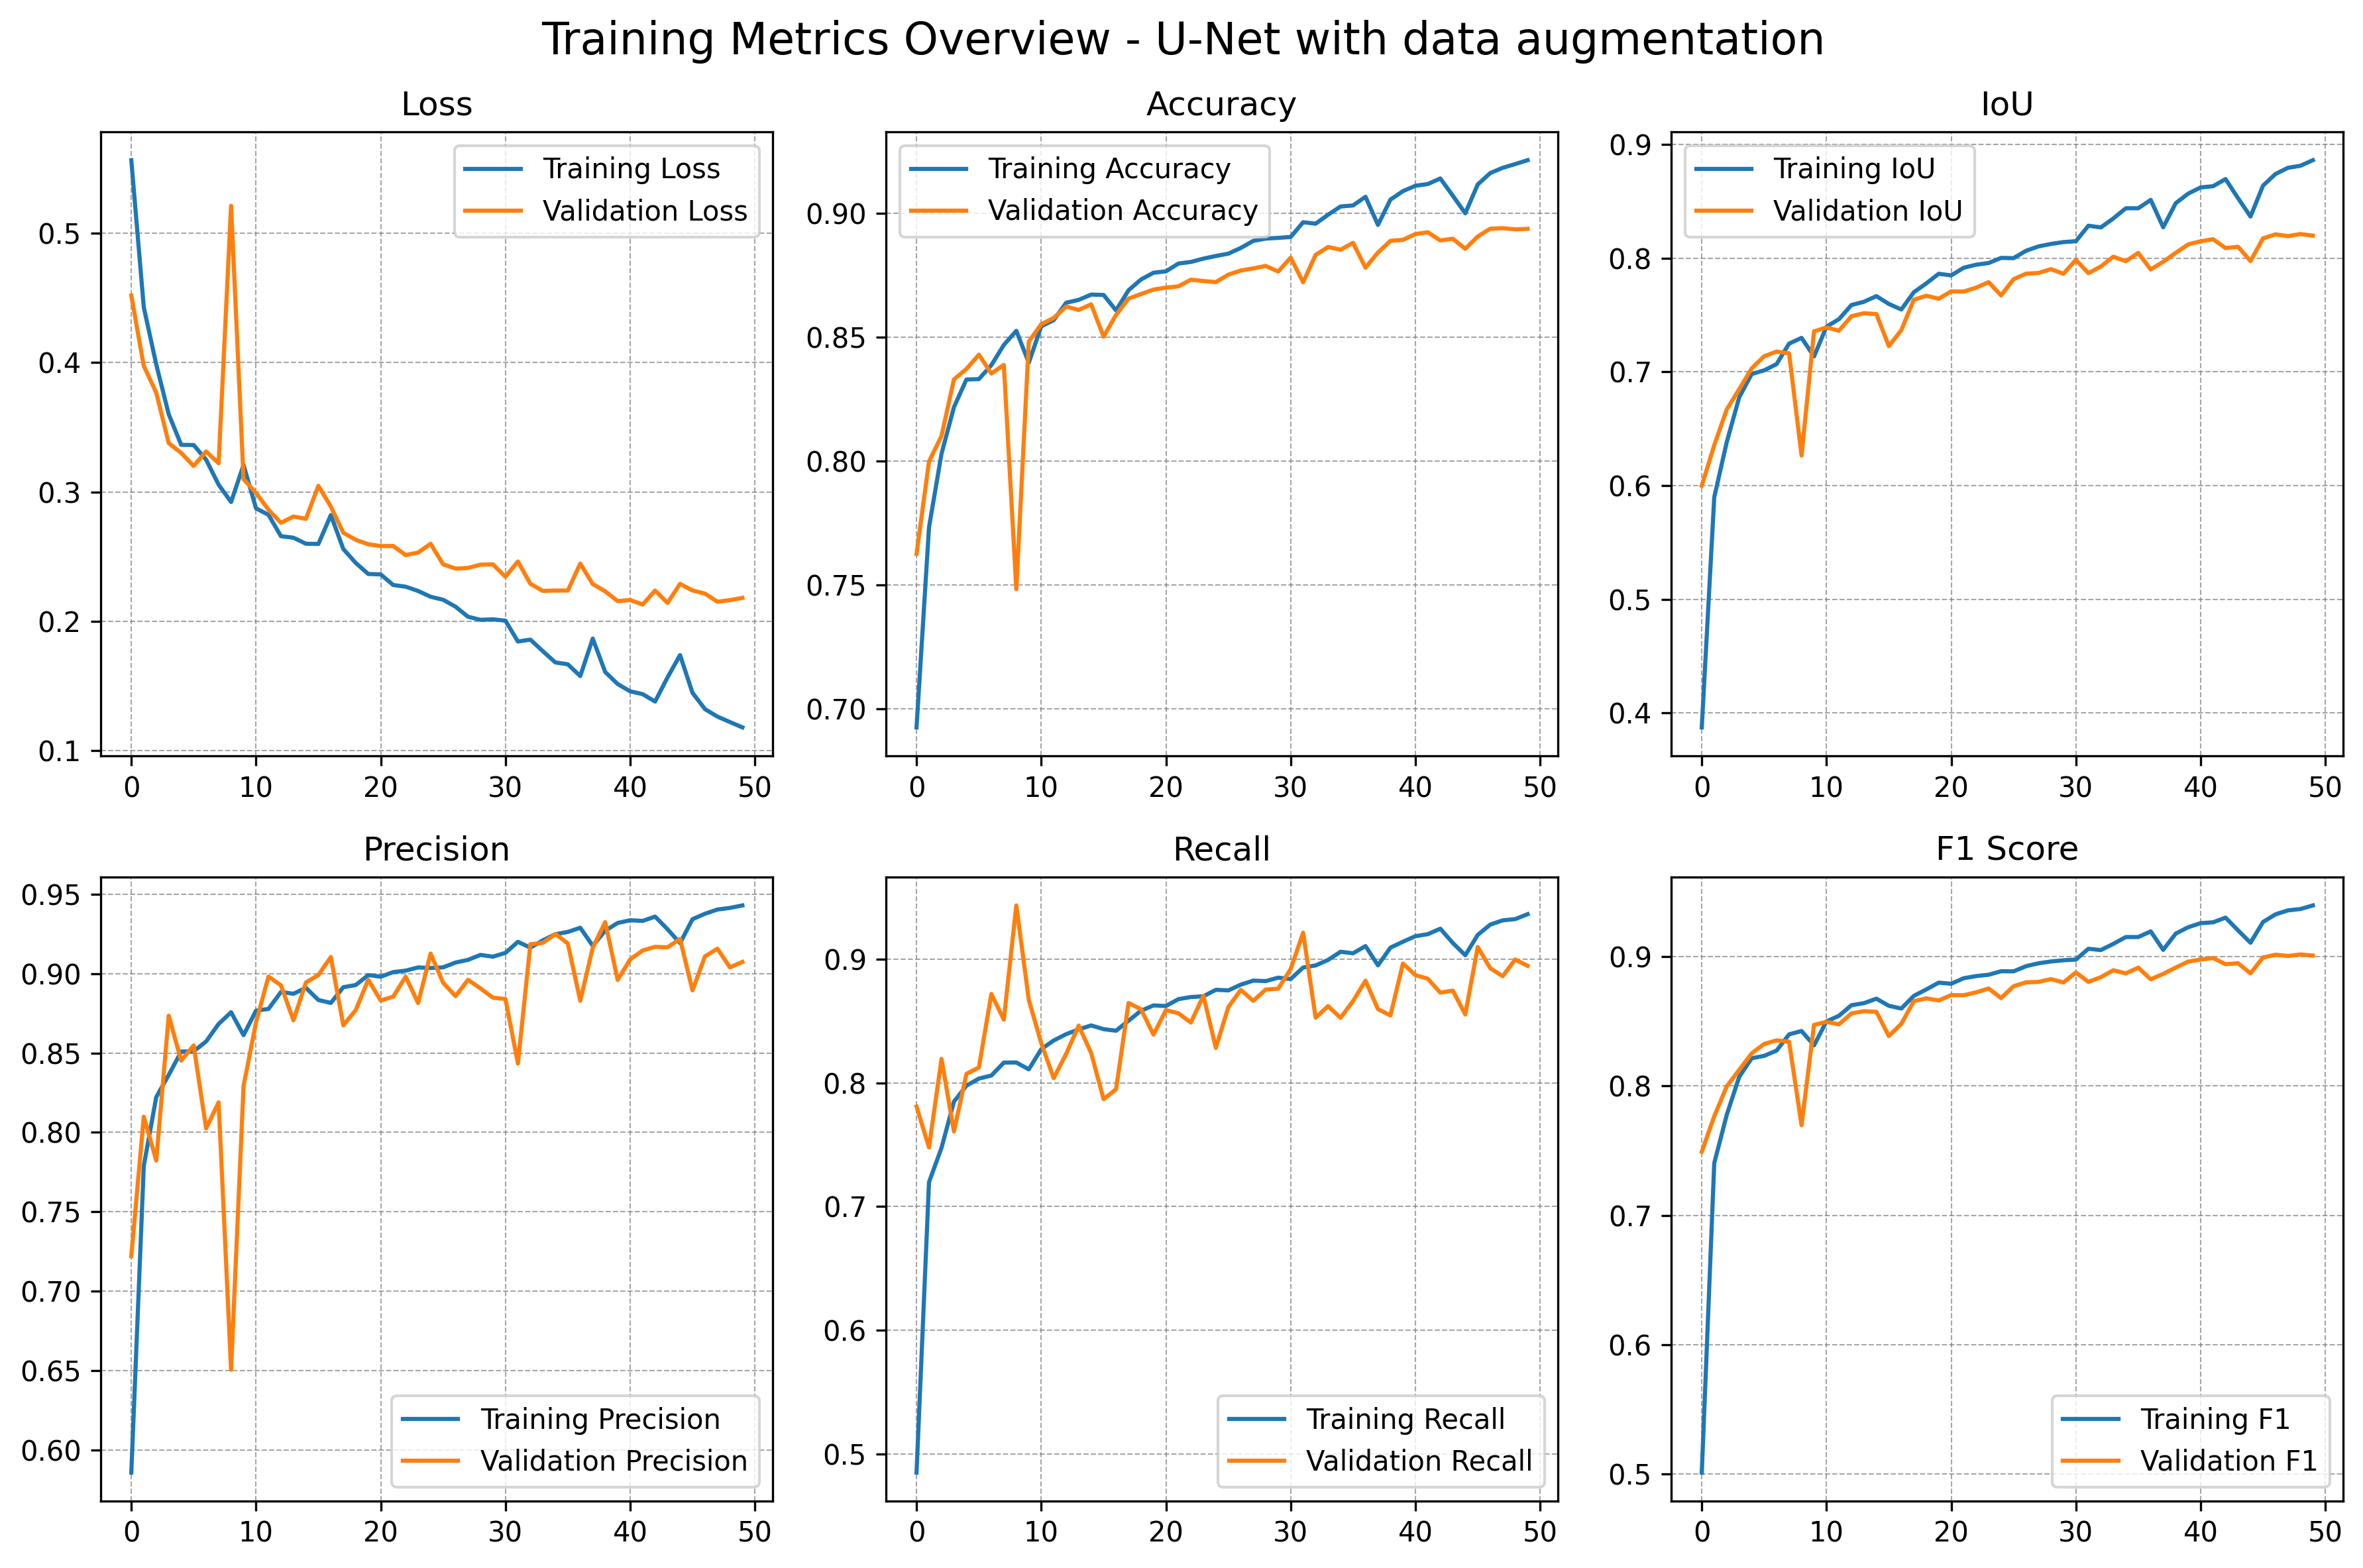 Training Metrics Overview - U-Net with data augmentation
Loss
Training Loss
Validation Loss
0.5
0.4
0.3
0.2
0.1
0 10 20 30 40 50
Accuracy
Training Accuracy
Validation Accuracy
0.90
0.85
0.80
0.75
0.70
0 10 20 30 40 50
IoU
Training IoU
Validation IoU
0.9
0.8
0.7
0.6
0.5
0.4
0 10 20 30 40 50
Precision
0.95
0.90
0.85
0.80
0.75
0.70
0.65
0.60
Training Precision
Validation Precision
0 10 20 30 40 50
Recall
0.9
0.8
0.7
0.6
0.5
Training Recall
Validation Recall
0 10 20 30 40 50
F1 Score
0.9
0.8
0.7
0.6
0.5
Training F1
Validation F1
0 10 20 30 40 50